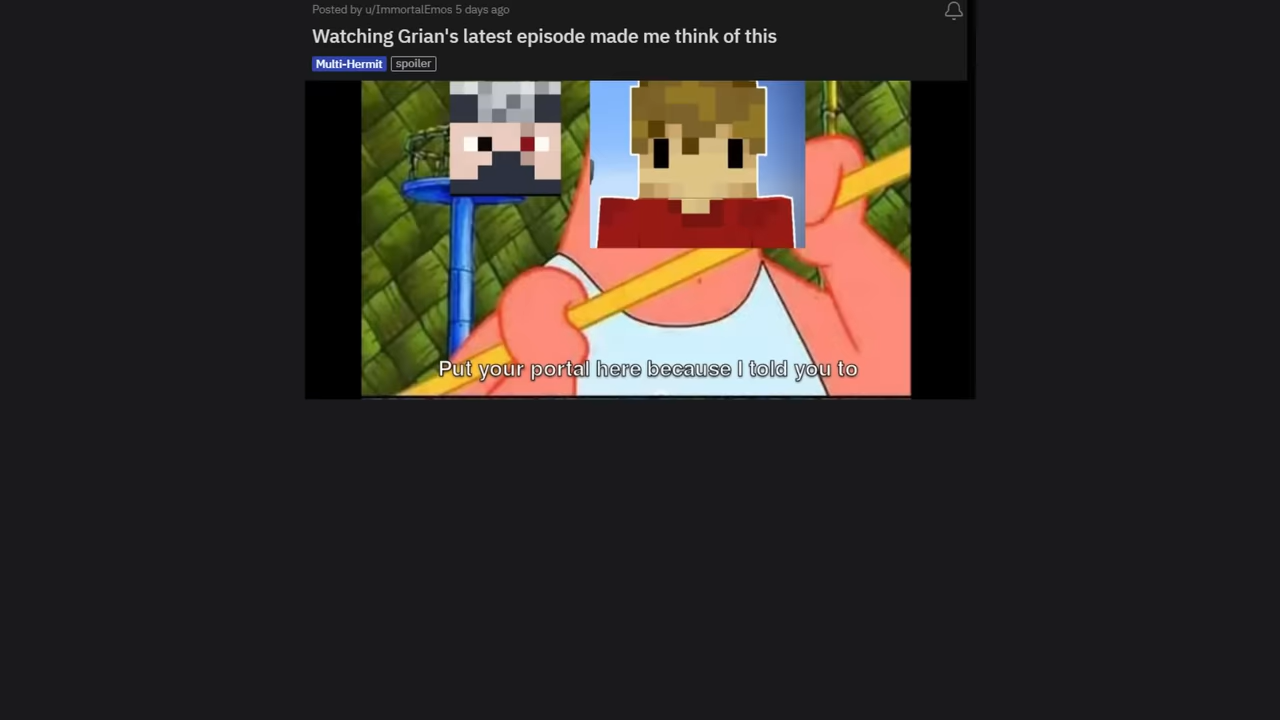 Posted by u/ImmortalEmos 5 days ago
Watching Grian's latest episode made me think of this
Multi-Hermit spoiler
Put your portal here because I told you to